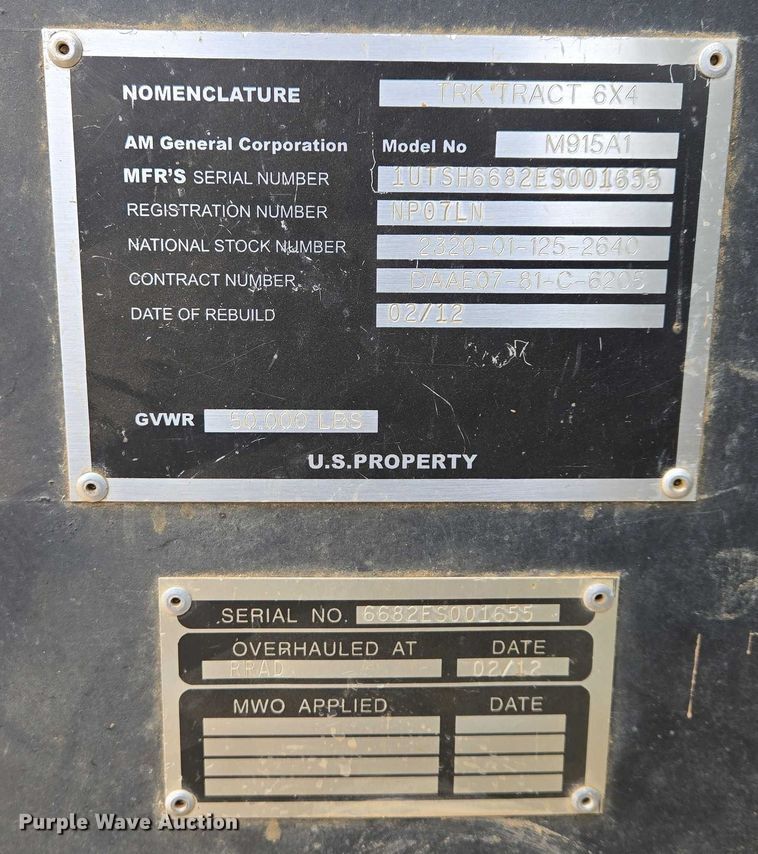 NOMENCLATURE TRK TRACT 6X4
AM General Corporation Model No M915A1
MFR'S SERIAL NUMBER 1UTSH6682ES001655
REGISTRATION NUMBER NP07LN
NATIONAL STOCK NUMBER 2320-01-125-2640
CONTRACT NUMBER DAAE07-81-C-6205
DATE OF REBUILD 02/12
GVWR 50,000 LBS
U.S.PROPERTY
SERIAL NO. 6682ES001655
OVERHAULED AT DATE
RRAD 02/12
MWO APPLIED DATE
Purple Wave Auction